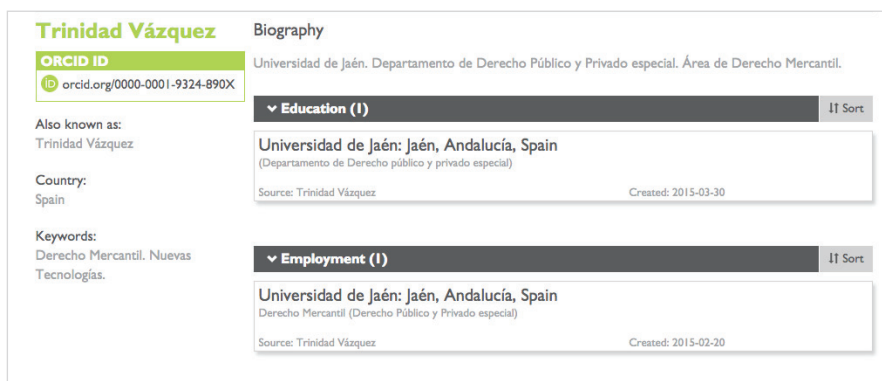 Trinidad Vázquez
ORCID ID
iD orcid.org/0000-0001-9324-890X
Also known as:
Trinidad Vázquez
Country:
Spain
Keywords:
Derecho Mercantil. Nuevas
Tecnologías.
Biography
Universidad de Jaén. Departamento de Derecho Público y Privado especial. Área de Derecho Mercantil.
Education (1)
Sort
Universidad de Jaén: Jaén, Andalucía, Spain
(Departamento de Derecho público y privado especial)
Source: Trinidad Vázquez Created: 2015-03-30
Employment (1)
Sort
Universidad de Jaén: Jaén, Andalucía, Spain
Derecho Mercantil (Derecho Público y Privado especial)
Source: Trinidad Vázquez Created: 2015-02-20